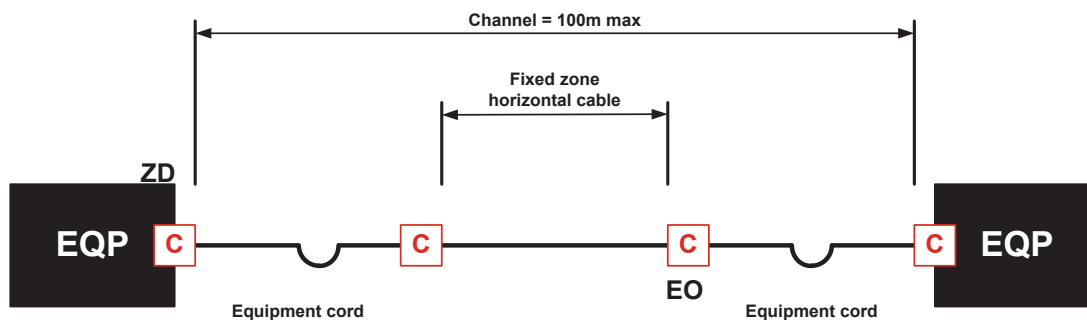 Channel = 100m max
Fixed zone
horizontal cable
ZD
EQP
C
C
C
C
EQP
EO
Equipment cord
Equipment cord